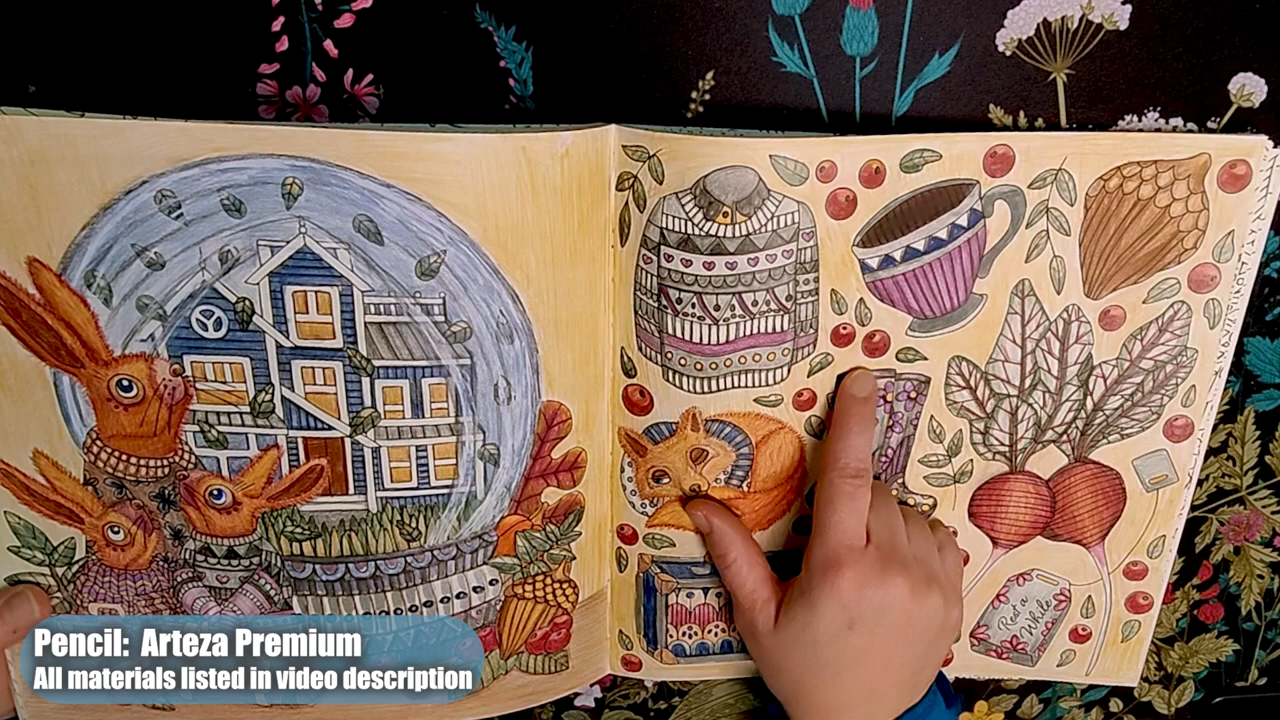 Rest a
While
Pencil:  Arteza Premium
All materials listed in video description